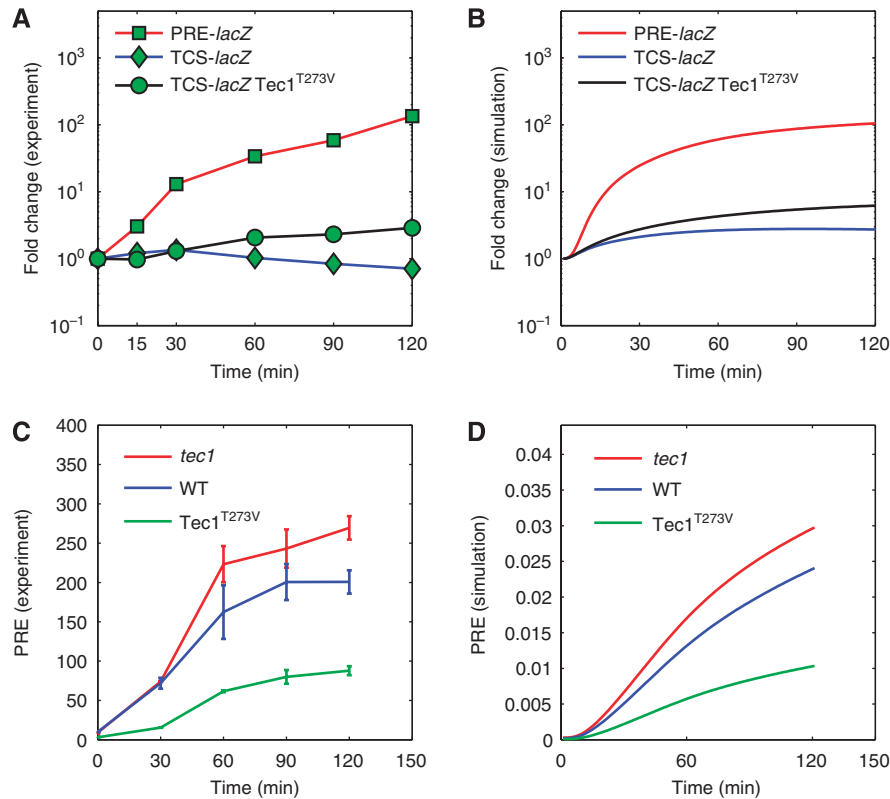 A
Fold change (experiment)
10³
10²
10¹
10⁰
10⁻¹
PRE-lacZ
TCS-lacZ
TCS-lacZ Tec1ᵀ²⁷³ⱽ
0 15 30 60 90 120
Time (min)
B
Fold change (simulation)
10³
10²
10¹
10⁰
10⁻¹
PRE-lacZ
TCS-lacZ
TCS-lacZ Tec1ᵀ²⁷³ⱽ
0 30 60 90 120
Time (min)
C
PRE (experiment)
400
350
300
250
200
150
100
50
0
tec1
WT
Tec1ᵀ²⁷³ⱽ
0 30 60 90 120 150
Time (min)
D
PRE (simulation)
0.04
0.035
0.03
0.025
0.02
0.015
0.01
0.005
0
tec1
WT
Tec1ᵀ²⁷³ⱽ
0 60 120 150
Time (min)